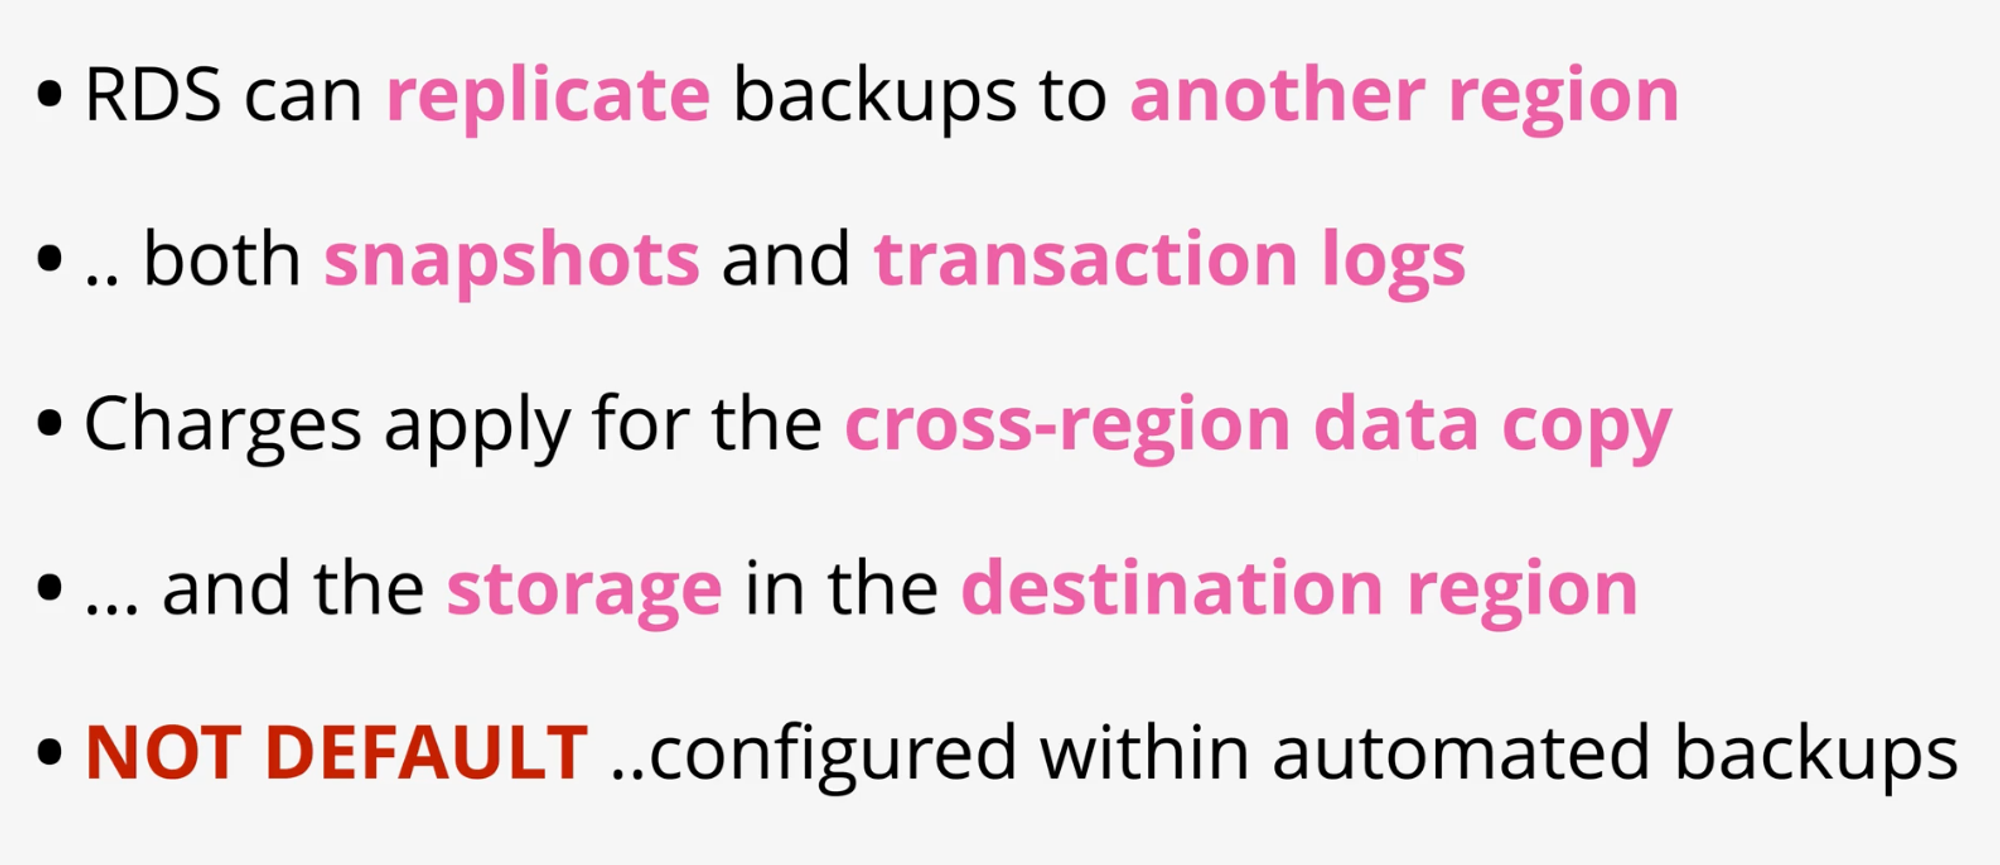 • RDS can replicate backups to another region
• .. both snapshots and transaction logs
• Charges apply for the cross-region data copy
• ... and the storage in the destination region
• NOT DEFAULT ..configured within automated backups